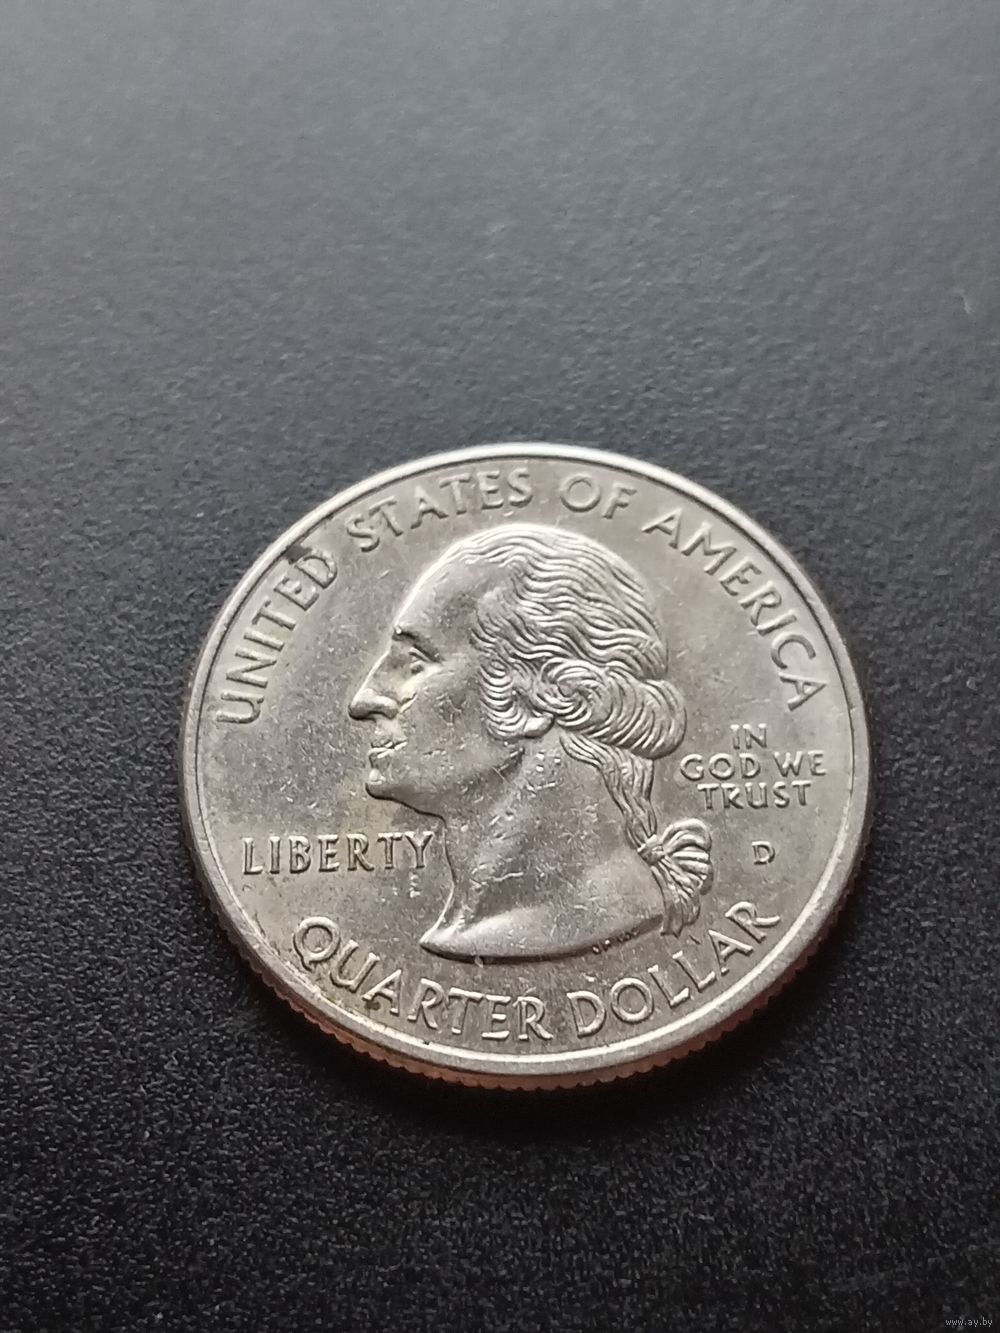 UNITED STATES OF AMERICA
IN
GOD WE
TRUST
LIBERTY
D
QUARTER DOLLAR
www.ay.by